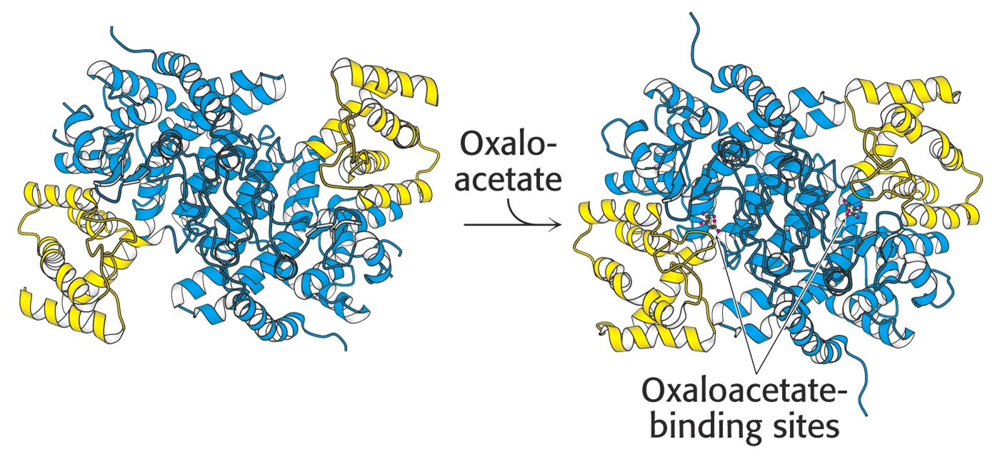 Oxalo-
acetate
Oxaloacetate-
binding sites